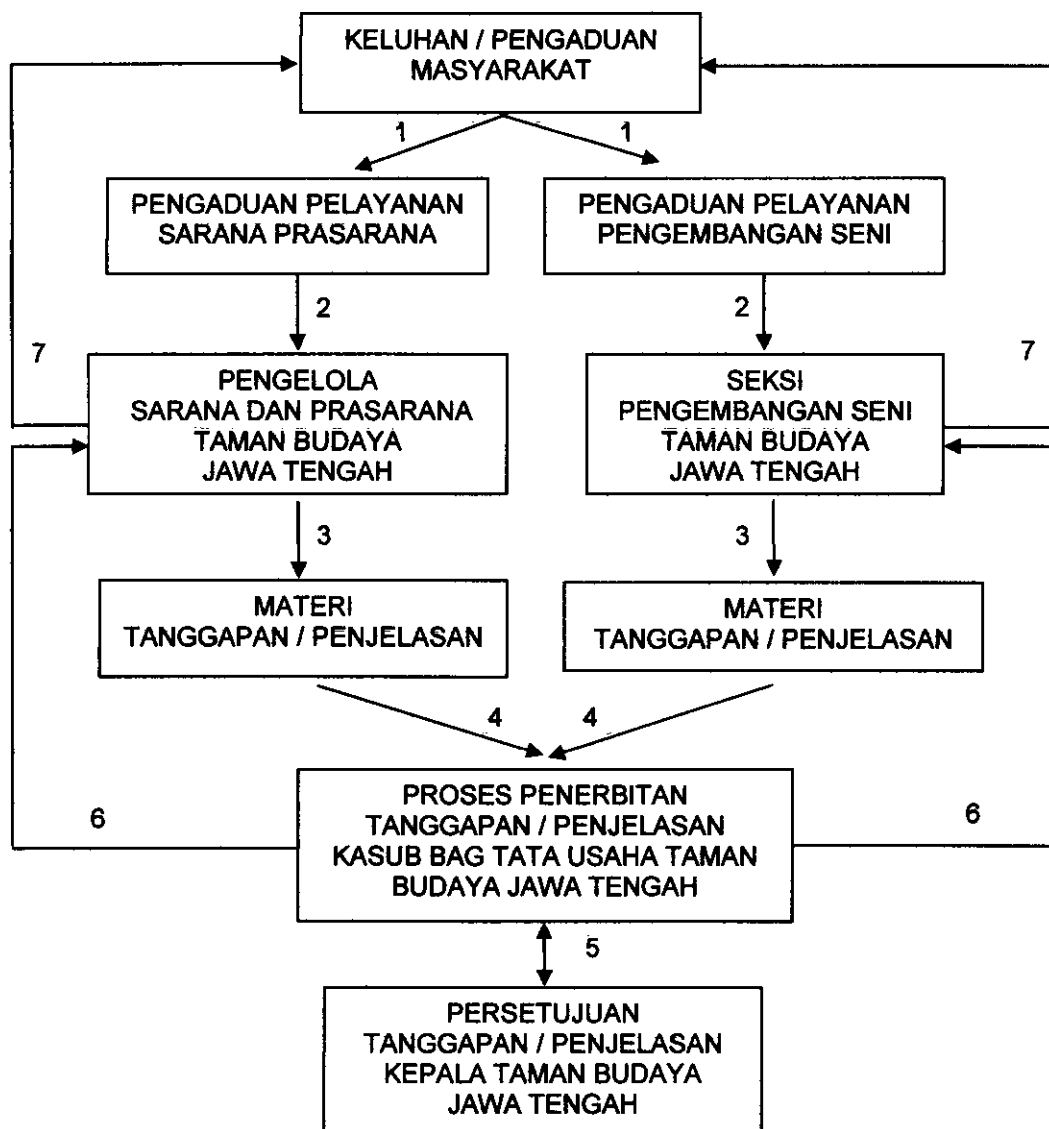 KELUHAN / PENGADUAN
MASYARAKAT
1
1
PENGADUAN PELAYANAN
SARANA PRASARANA
PENGADUAN PELAYANAN
PENGEMBANGAN SENI
2
2
7
7
PENGELOLA
SARANA DAN PRASARANA
TAMAN BUDAYA
JAWA TENGAH
SEKSI
PENGEMBANGAN SENI
TAMAN BUDAYA
JAWA TENGAH
3
3
MATERI
TANGGAPAN / PENJELASAN
MATERI
TANGGAPAN / PENJELASAN
4
4
PROSES PENERBITAN
TANGGAPAN / PENJELASAN
KASUB BAG TATA USAHA TAMAN
BUDAYA JAWA TENGAH
6
6
5
PERSETUJUAN
TANGGAPAN / PENJELASAN
KEPALA TAMAN BUDAYA
JAWA TENGAH